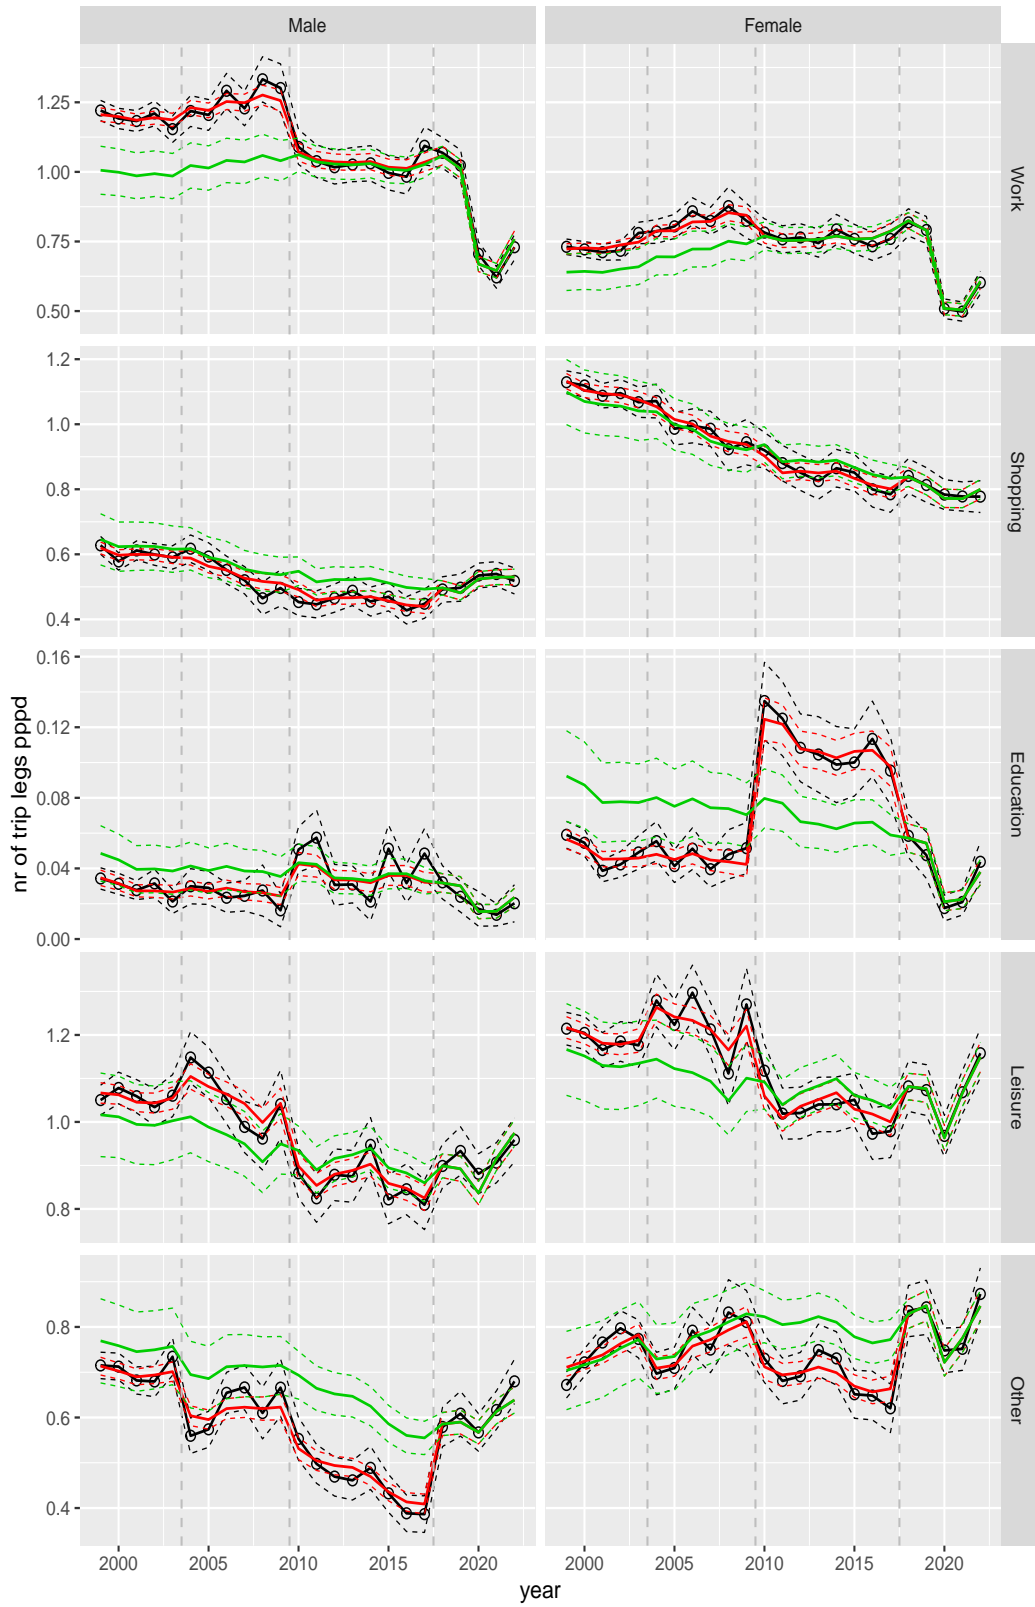 Male Female
1.25
1.00
0.75
0.50
Work
1.2
1.0
0.8
0.6
0.4
Shopping
0.16
0.12
0.08
0.04
0.00
Education
nr of trip legs pppd
1.2
1.0
0.8
Leisure
0.8
0.6
0.4
Other
2000 2005 2010 2015 2020 2000 2005 2010 2015 2020
year